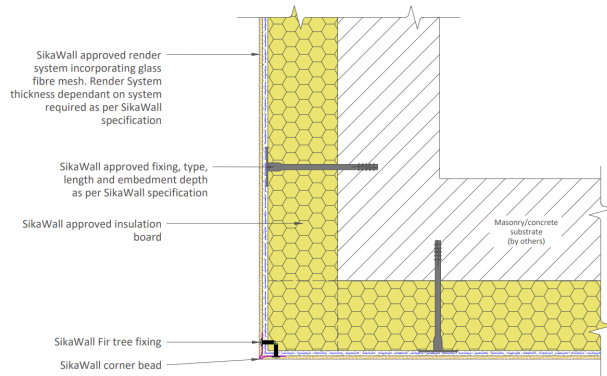 SikaWall approved render
system incorporating glass
fibre mesh. Render System
thickness dependant on system
required as per SikaWall
specification
SikaWall approved fixing, type,
length and embedment depth
as per SikaWall specification
SikaWall approved insulation
board
Masonry/concrete
substrate
(by others)
SikaWall Fir tree fixing
SikaWall corner bead